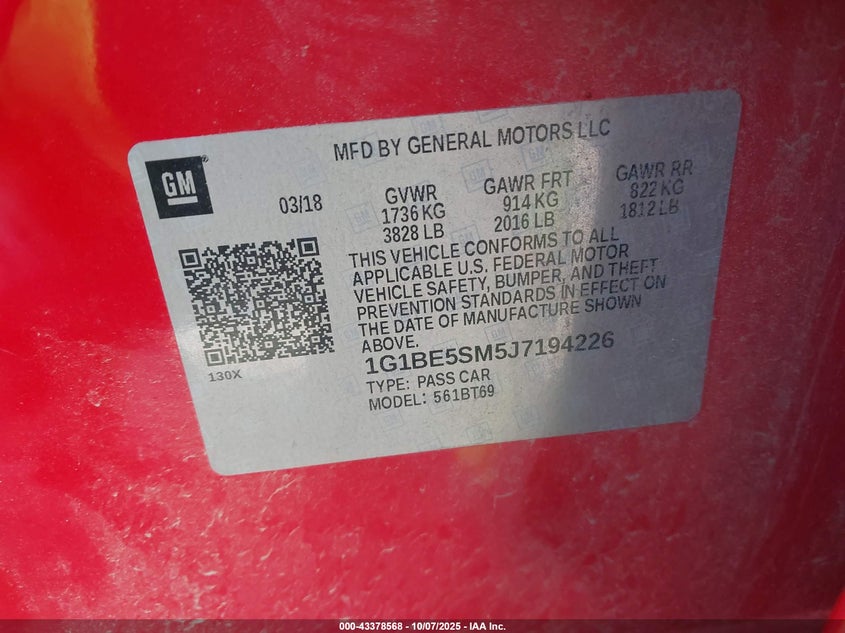 MFD BY GENERAL MOTORS LLC
GM®
03/18
GVWR
1736 KG
3828 LB
GAWR FRT
914 KG
2016 LB
GAWR RR
822 KG
1812 LB
THIS VEHICLE CONFORMS TO ALL
APPLICABLE U.S. FEDERAL MOTOR
VEHICLE SAFETY, BUMPER, AND THEFT
PREVENTION STANDARDS IN EFFECT ON
THE DATE OF MANUFACTURE SHOWN
ABOVE.
1G1BE5SM5J7194226
TYPE: PASS CAR
MODEL: 561BT69
130X
000-43378568 - 10/07/2025 - IAA Inc.